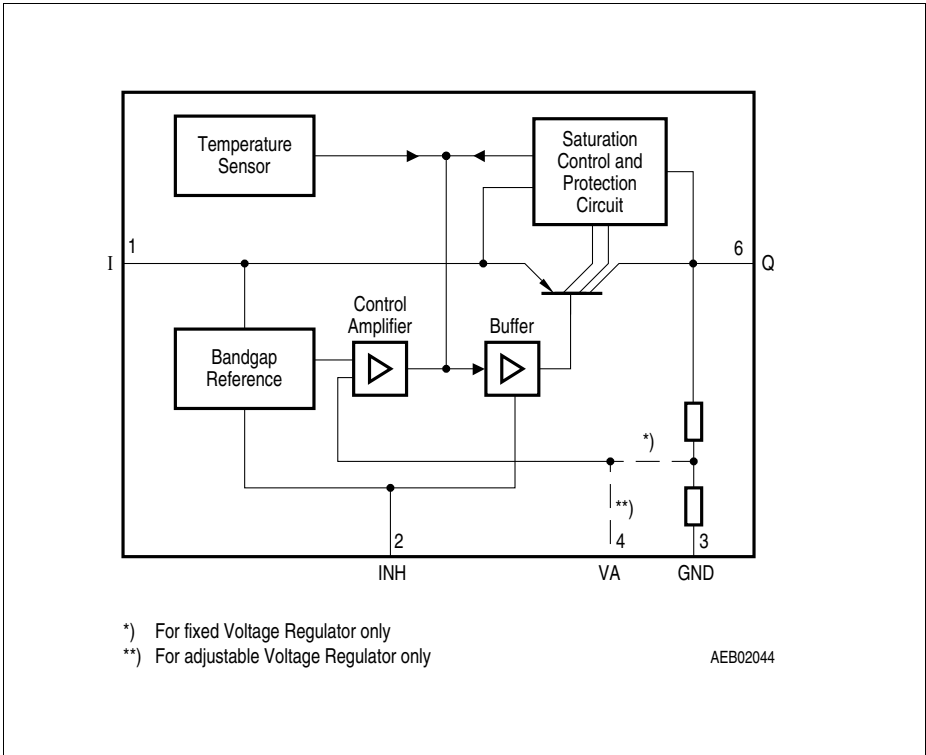 Temperature
Sensor
Saturation
Control and
Protection
Circuit
1
I
6
Q
Control
Amplifier
Buffer
Bandgap
Reference
*)
**)
2
4
3
INH
VA
GND
*) For fixed Voltage Regulator only
**) For adjustable Voltage Regulator only
AEB02044